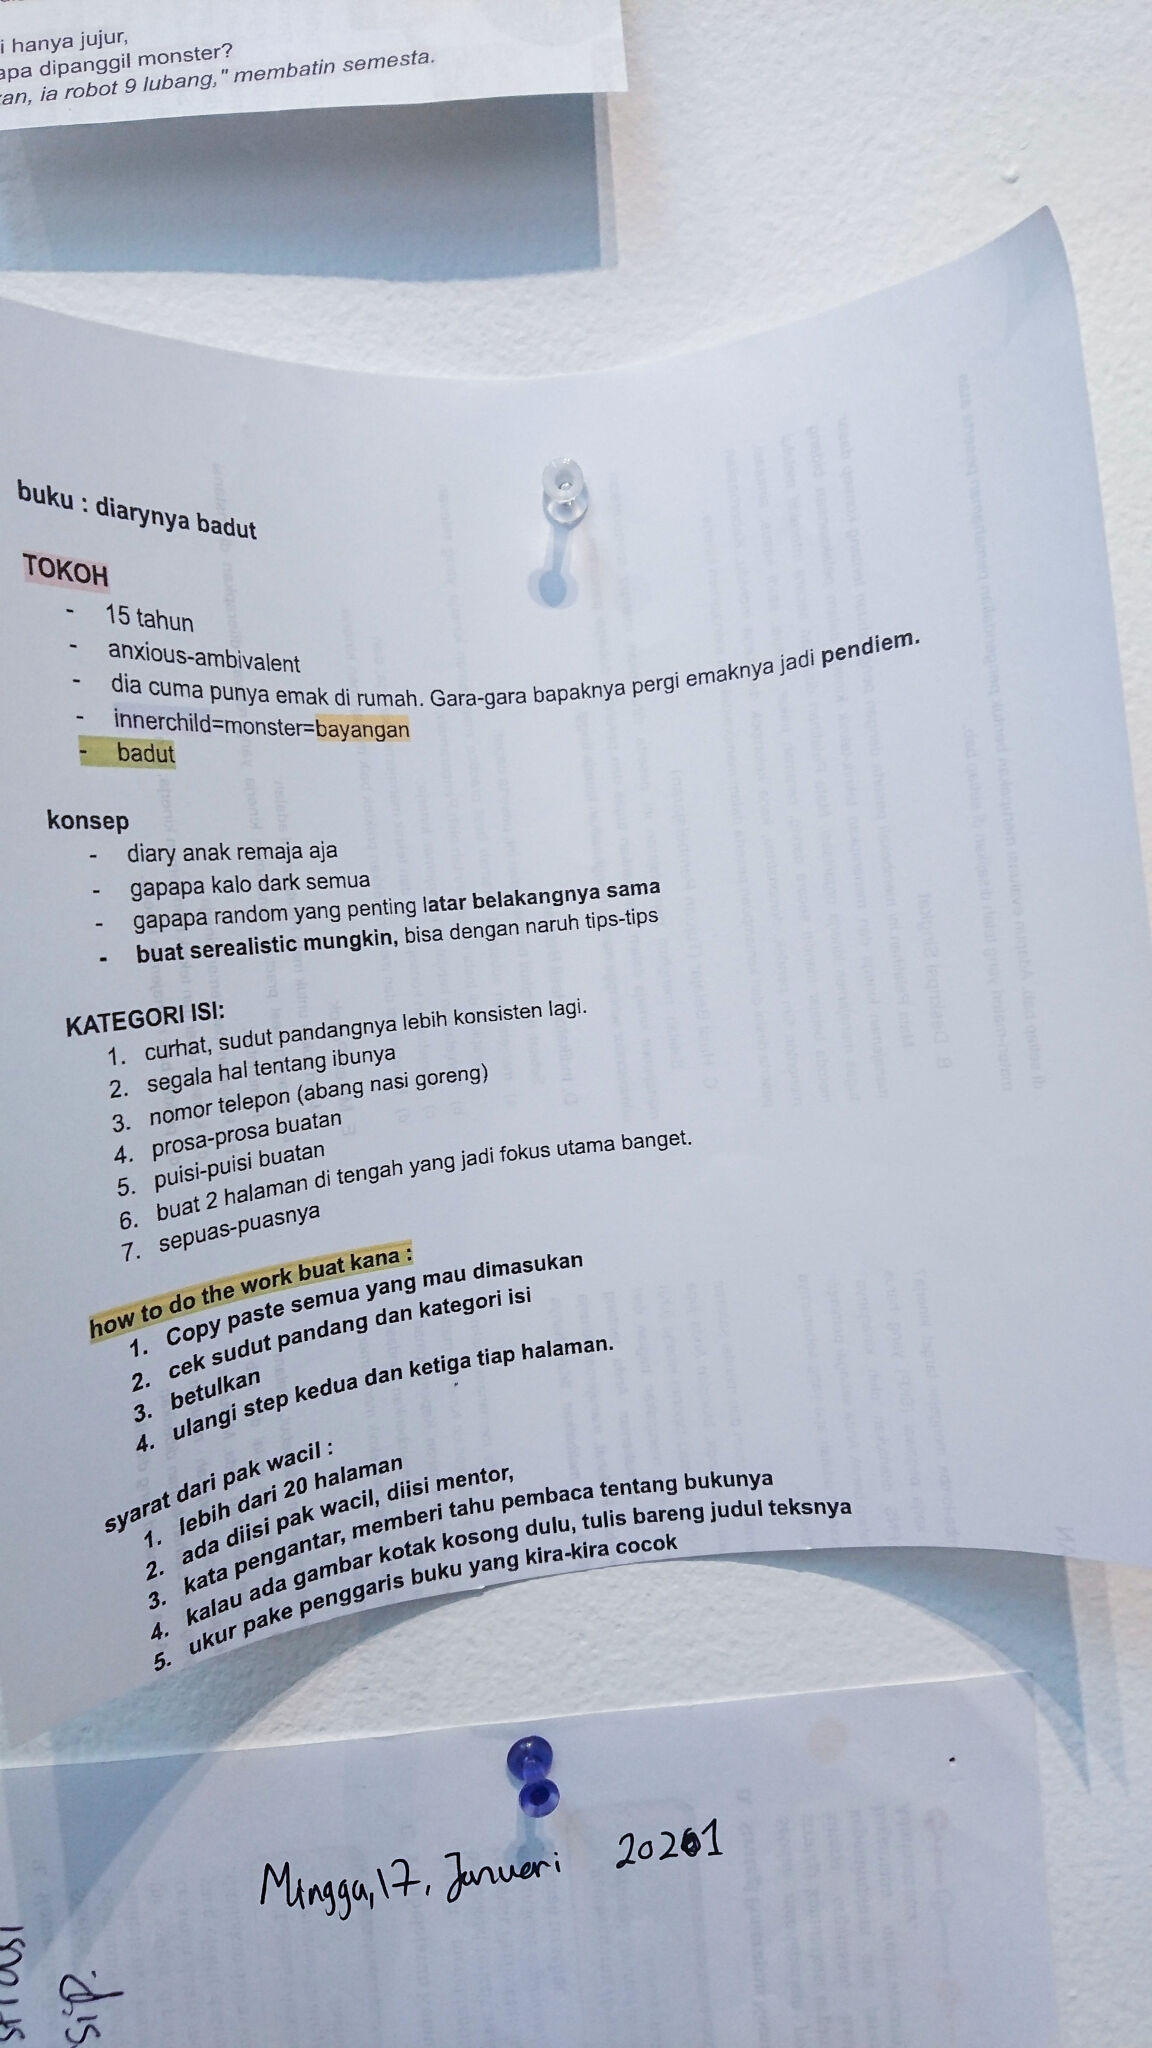 i hanya jujur,
apa dipanggil monster?
an, ia robot 9 lubang," membatin semesta.
buku : diarynya badut
TOKOH
- 15 tahun
- anxious-ambivalent
- dia cuma punya emak di rumah. Gara-gara bapaknya pergi emaknya jadi pendiem.
- innerchild=monster=bayangan
- badut
konsep
- diary anak remaja aja
- gapapa kalo dark semua
- gapapa random yang penting latar belakangnya sama
- buat serealistic mungkin, bisa dengan naruh tips-tips
KATEGORI ISI:
1. curhat, sudut pandangnya lebih konsisten lagi.
2. segala hal tentang ibunya
3. nomor telepon (abang nasi goreng)
4. prosa-prosa buatan
5. puisi-puisi buatan
6. buat 2 halaman di tengah yang jadi fokus utama banget.
7. sepuas-puasnya
how to do the work buat kana :
1. Copy paste semua yang mau dimasukan
2. cek sudut pandang dan kategori isi
3. betulkan
4. ulangi step kedua dan ketiga tiap halaman.
syarat dari pak wacil :
1. lebih dari 20 halaman
2. ada diisi pak wacil, diisi mentor,
3. kata pengantar, memberi tahu pembaca tentang bukunya
4. kalau ada gambar kotak kosong dulu, tulis bareng judul teksnya
5. ukur pake penggaris buku yang kira-kira cocok
Minggu, 17, Januari 2021